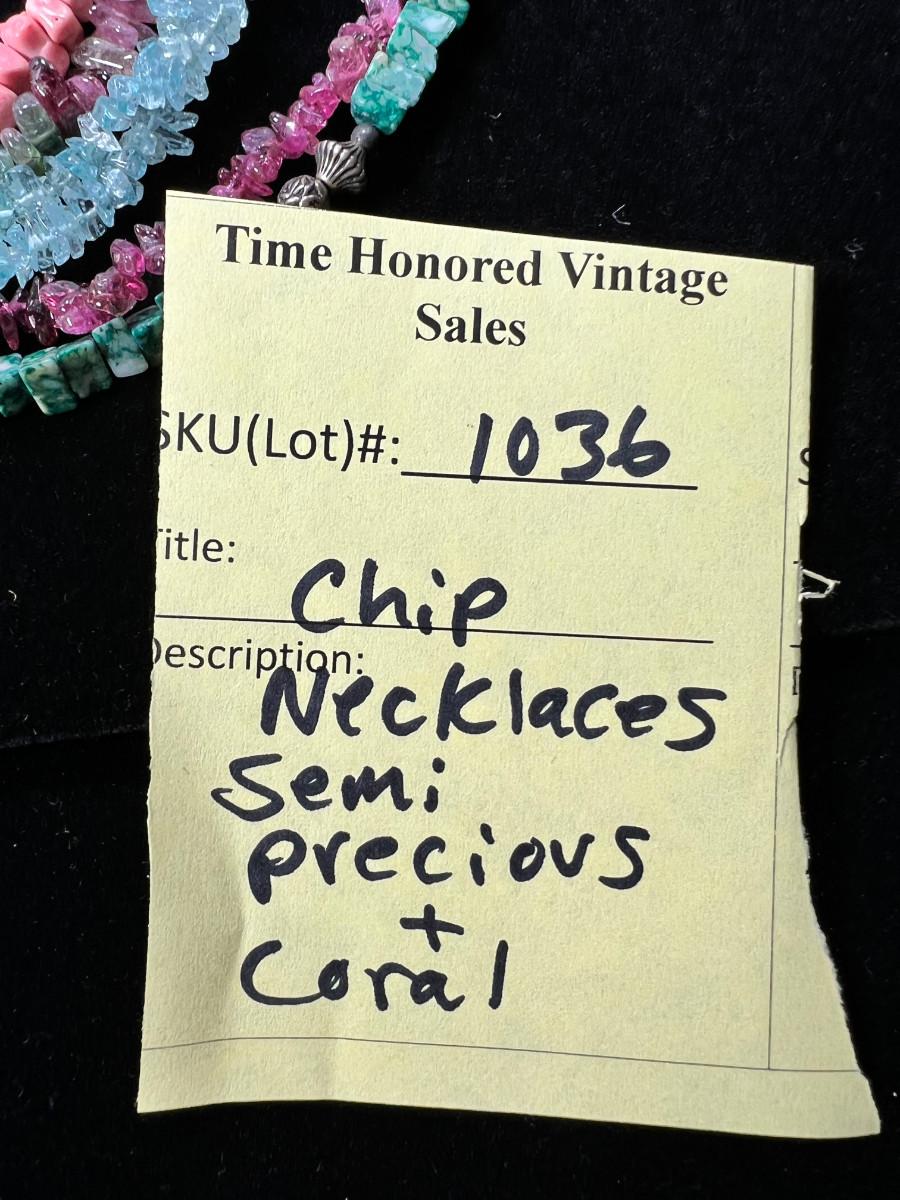 Time Honored Vintage
Sales
SKU(Lot)#: 1036
Title:
Chip
Description:
Necklaces
Semi
precious
+
Coral